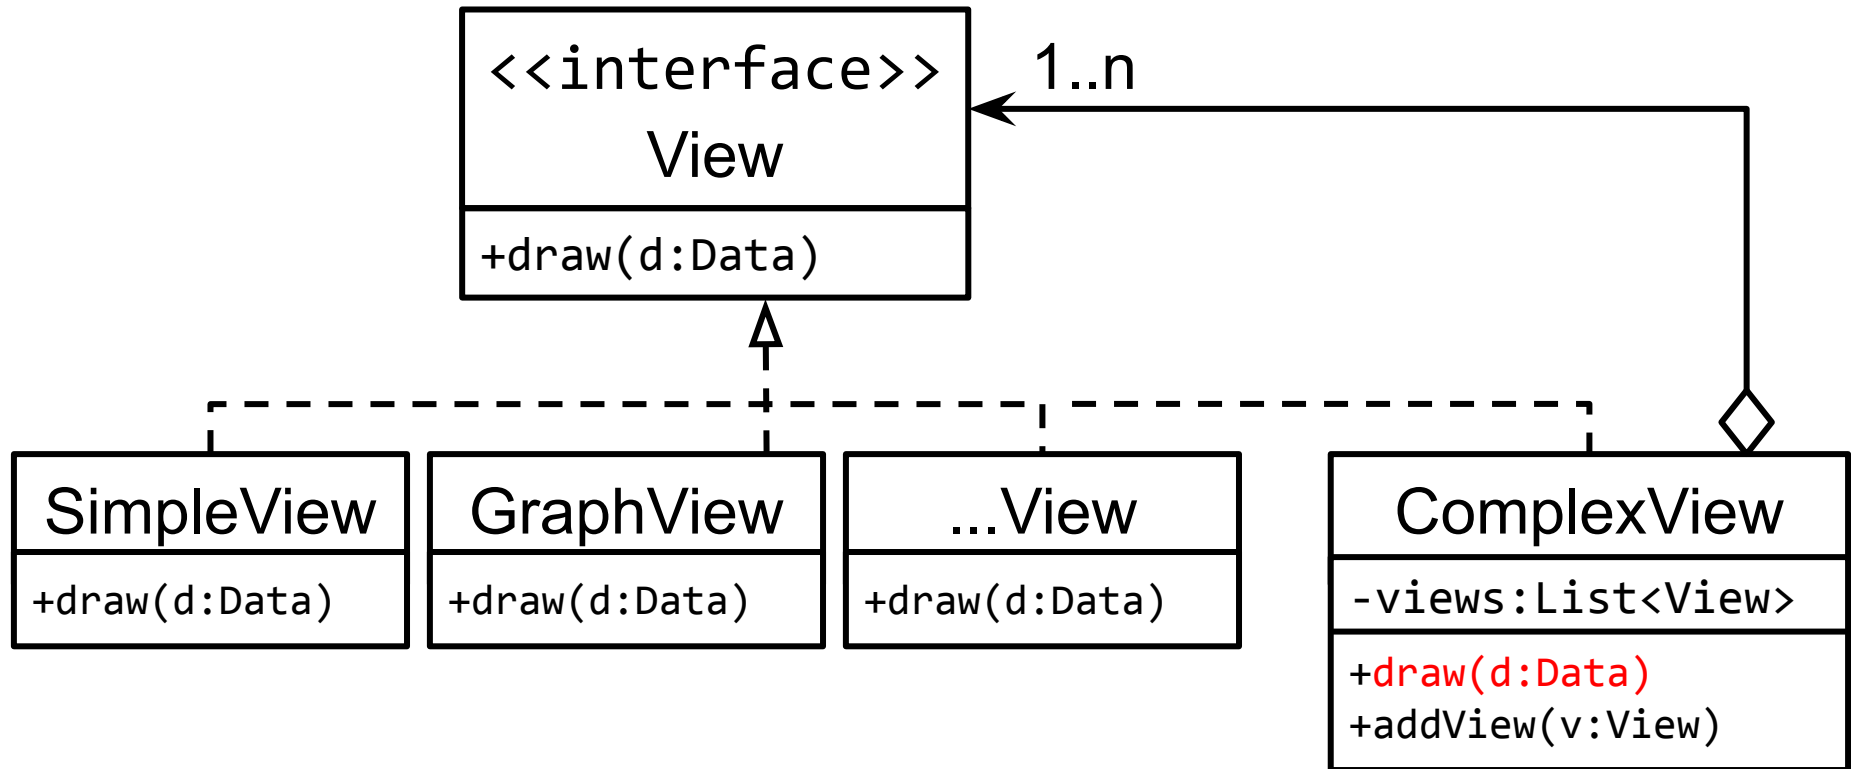 <<interface>>
View
+draw(d:Data)
1..n
SimpleView
+draw(d:Data)
GraphView
+draw(d:Data)
...View
+draw(d:Data)
ComplexView
-views:List<View>
+draw(d:Data)
+addView(v:View)